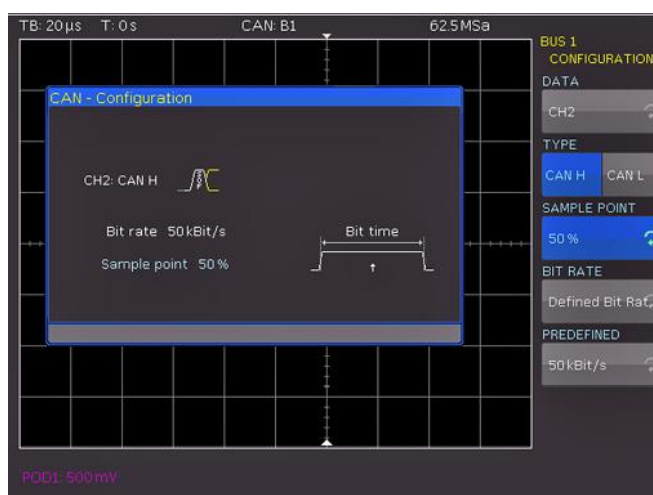 TB: 20µs T: 0s CAN: B1 62.5MSa
BUS 1
CONFIGURATION
DATA
CH2
TYPE
CAN H CAN L
SAMPLE POINT
50%
BIT RATE
Defined Bit Rat
PREDEFINED
50kBit/s
CAN - Configuration
CH2: CAN H
Bit rate 50kBit/s
Sample point 50%
Bit time
POD1: 500mV